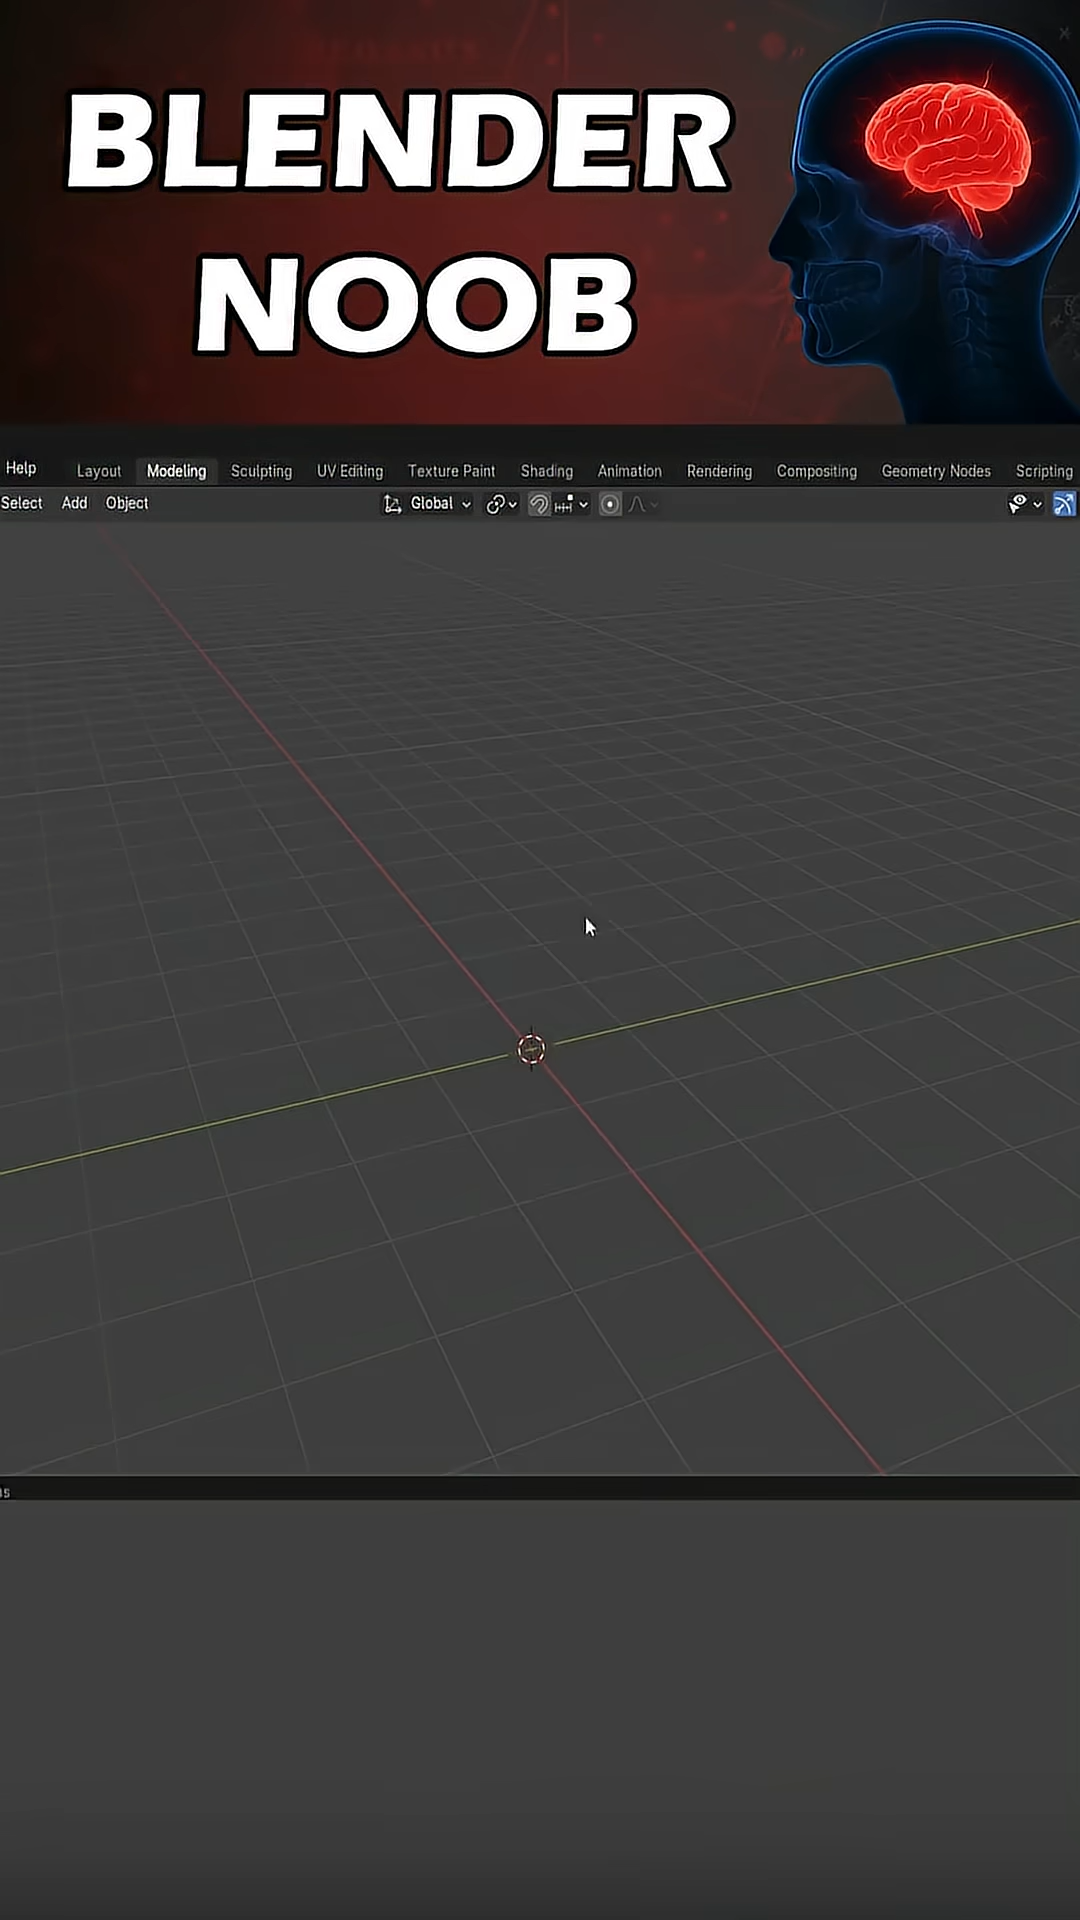 BLENDER
NOOB
Help Layout Modeling Sculpting UV Editing Texture Paint Shading Animation Rendering Compositing Geometry Nodes Scripting
Select Add Object Global